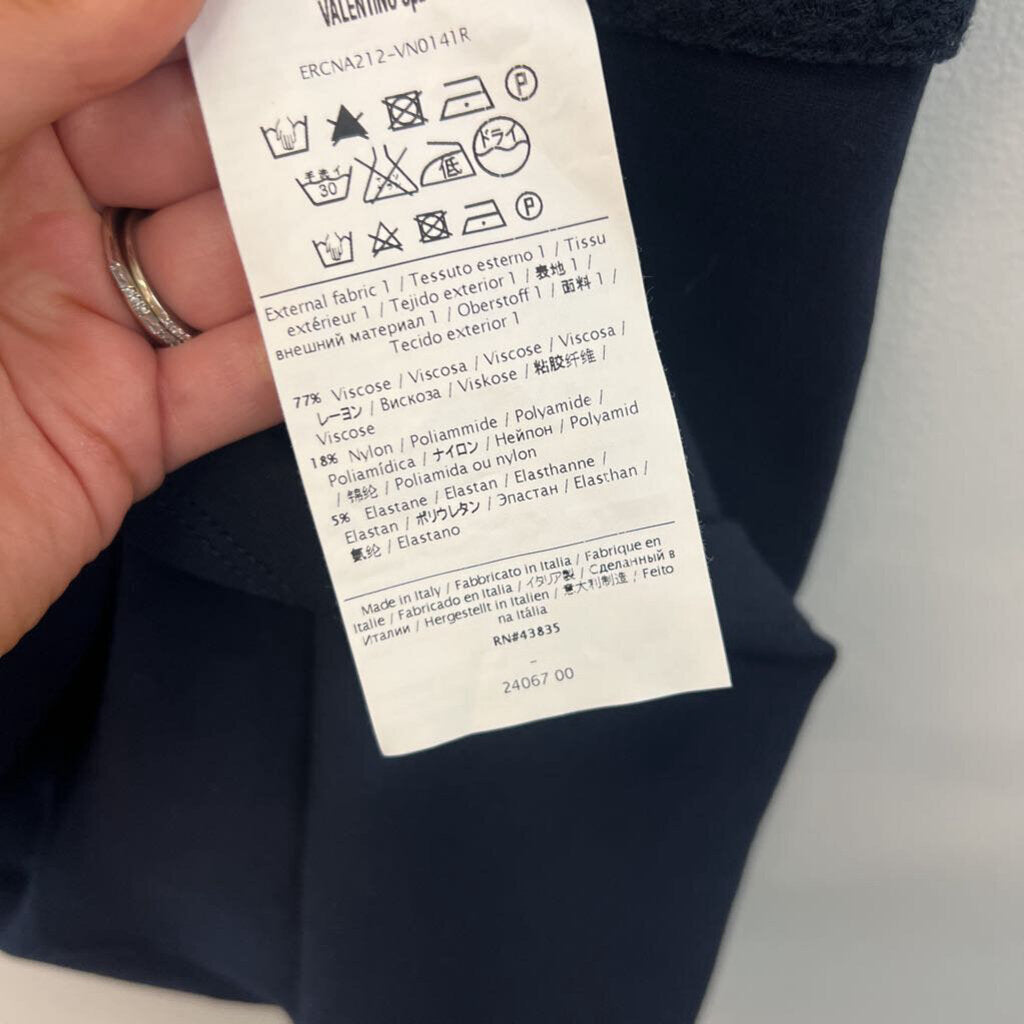 VALENTINO
ERCNA212-VN0141R
P
ドライ
手洗イ
30
低
P
External fabric 1 / Tessuto esterno 1 / Tissu
extérieur 1 / Tejido exterior 1 / 表地 1 /
внешний материал 1 / Oberstoff 1 / 面料 1 /
Tecido exterior 1
77% Viscose / Viscosa / Viscose / Viscosa /
レーヨン / Вискоза / Viskose / 粘胶纤维 /
Viscose
18% Nylon / Poliammide / Polyamide /
Poliamídica / ナイロン / Нейлон / Polyamid
/ 锦纶 / Poliamida ou nylon
5% Elastane / Elastan / Elasthanne /
Elastan / ポリウレタン / Эластан / Elasthan /
氨纶 / Elastano
Made in Italy / Fabbricato in Italia / Fabrique en
Italie / Fabricado en Italia / イタリア製 / Сделанный в
Италии / Hergestellt in Italien / 意大利制造 / Feito
na Itália
RN#43835
-
24067 00